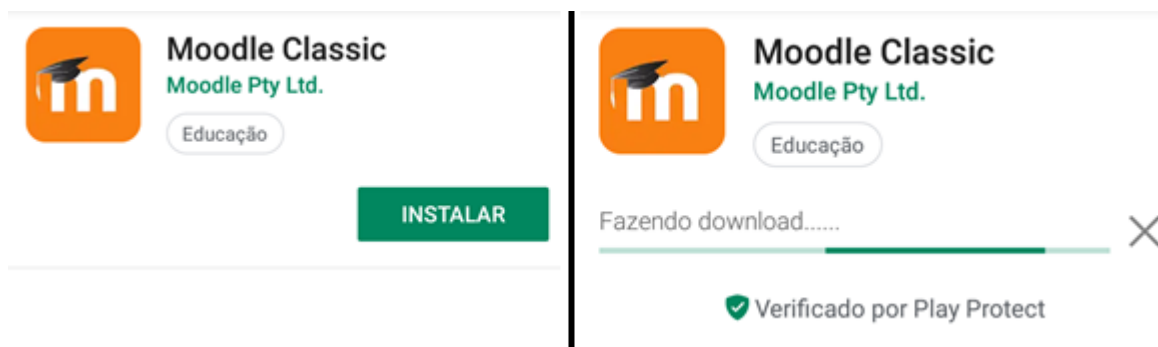 Moodle Classic
Moodle Pty Ltd.
Educação
INSTALAR
Moodle Classic
Moodle Pty Ltd.
Educação
Fazendo download......
Verificado por Play Protect